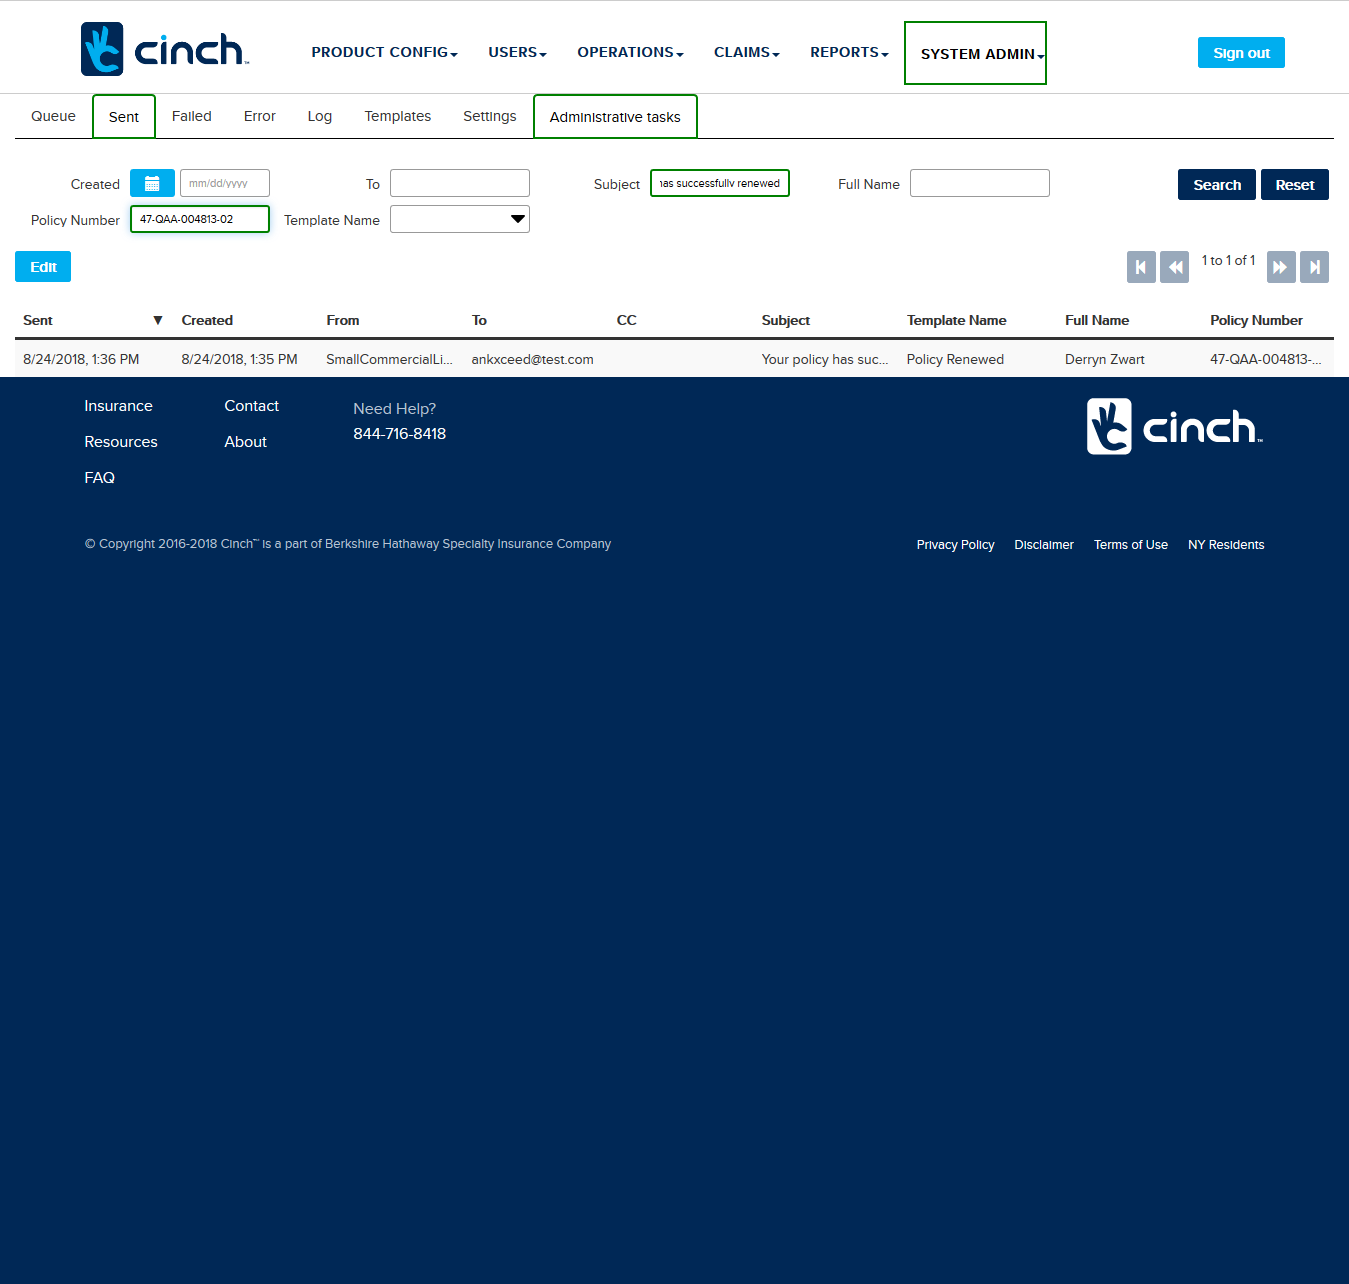 cinch™
PRODUCT CONFIG USERS OPERATIONS CLAIMS REPORTS SYSTEM ADMIN Sign out
Queue Sent Failed Error Log Templates Settings Administrative tasks
Created mm/dd/yyyy To Subject has successfully renewed Full Name Search Reset
Policy Number 47-QAA-004813-02 Template Name
Edit 1 to 1 of 1
Sent ▼ Created From To CC Subject Template Name Full Name Policy Number
8/24/2018, 1:36 PM 8/24/2018, 1:35 PM SmallCommercialLi... ankxceed@test.com Your policy has suc... Policy Renewed Derryn Zwart 47-QAA-004813-...
Insurance Contact Need Help? cinch™
Resources About 844-716-8418
FAQ
© Copyright 2016-2018 Cinch™ is a part of Berkshire Hathaway Specialty Insurance Company Privacy Policy Disclaimer Terms of Use NY Residents